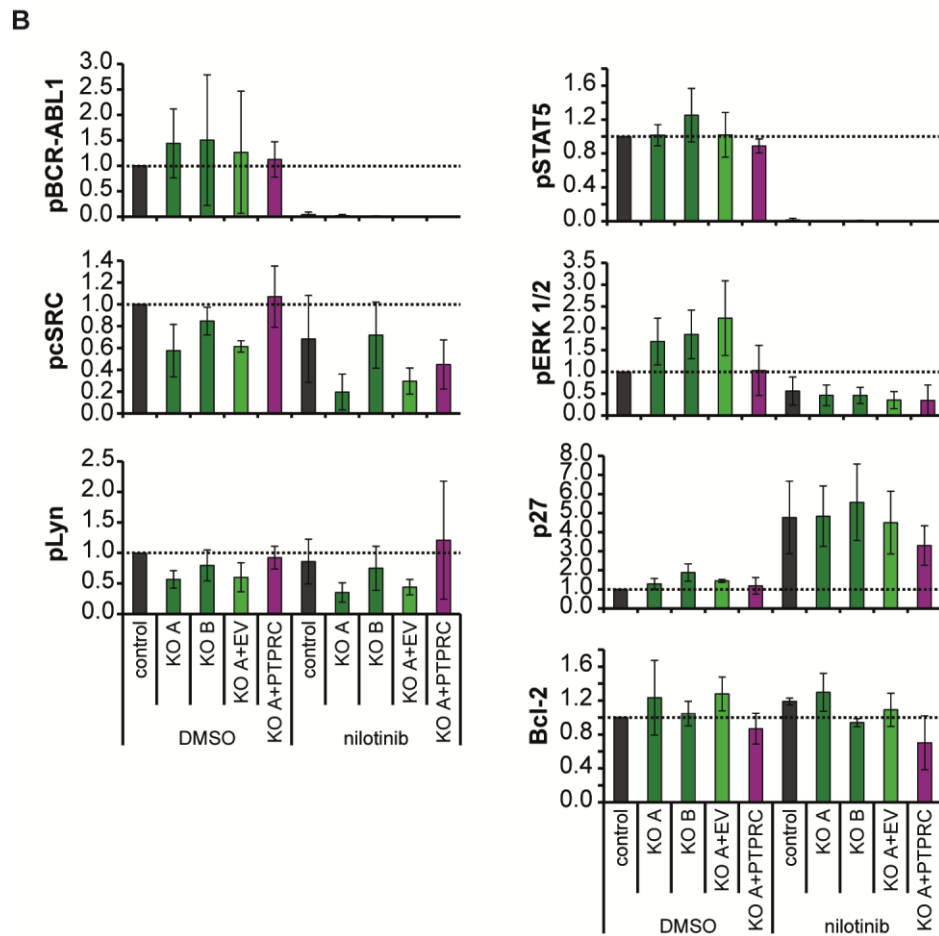 B
pBCR-ABL1
3.0
2.5
2.0
1.5
1.0
0.5
0.0
pcSRC
1.4
1.2
1.0
0.8
0.6
0.4
0.2
0.0
pLyn
2.5
2.0
1.5
1.0
0.5
0.0
control
KO A
KO B
KO A+EV
KO A+PTPRC
control
KO A
KO B
KO A+EV
KO A+PTPRC
DMSO
nilotinib
pSTAT5
1.6
1.2
0.8
0.4
0.0
pERK 1/2
3.5
2.5
2.0
1.5
1.0
0.5
0.0
p27
8.0
6.0
5.0
4.0
3.0
2.0
1.0
0.0
Bcl-2
1.6
1.2
0.8
0.4
0.0
control
KO A
KO B
KO A+EV
KO A+PTPRC
control
KO A
KO B
KO A+EV
KO A+PTPRC
DMSO
nilotinib